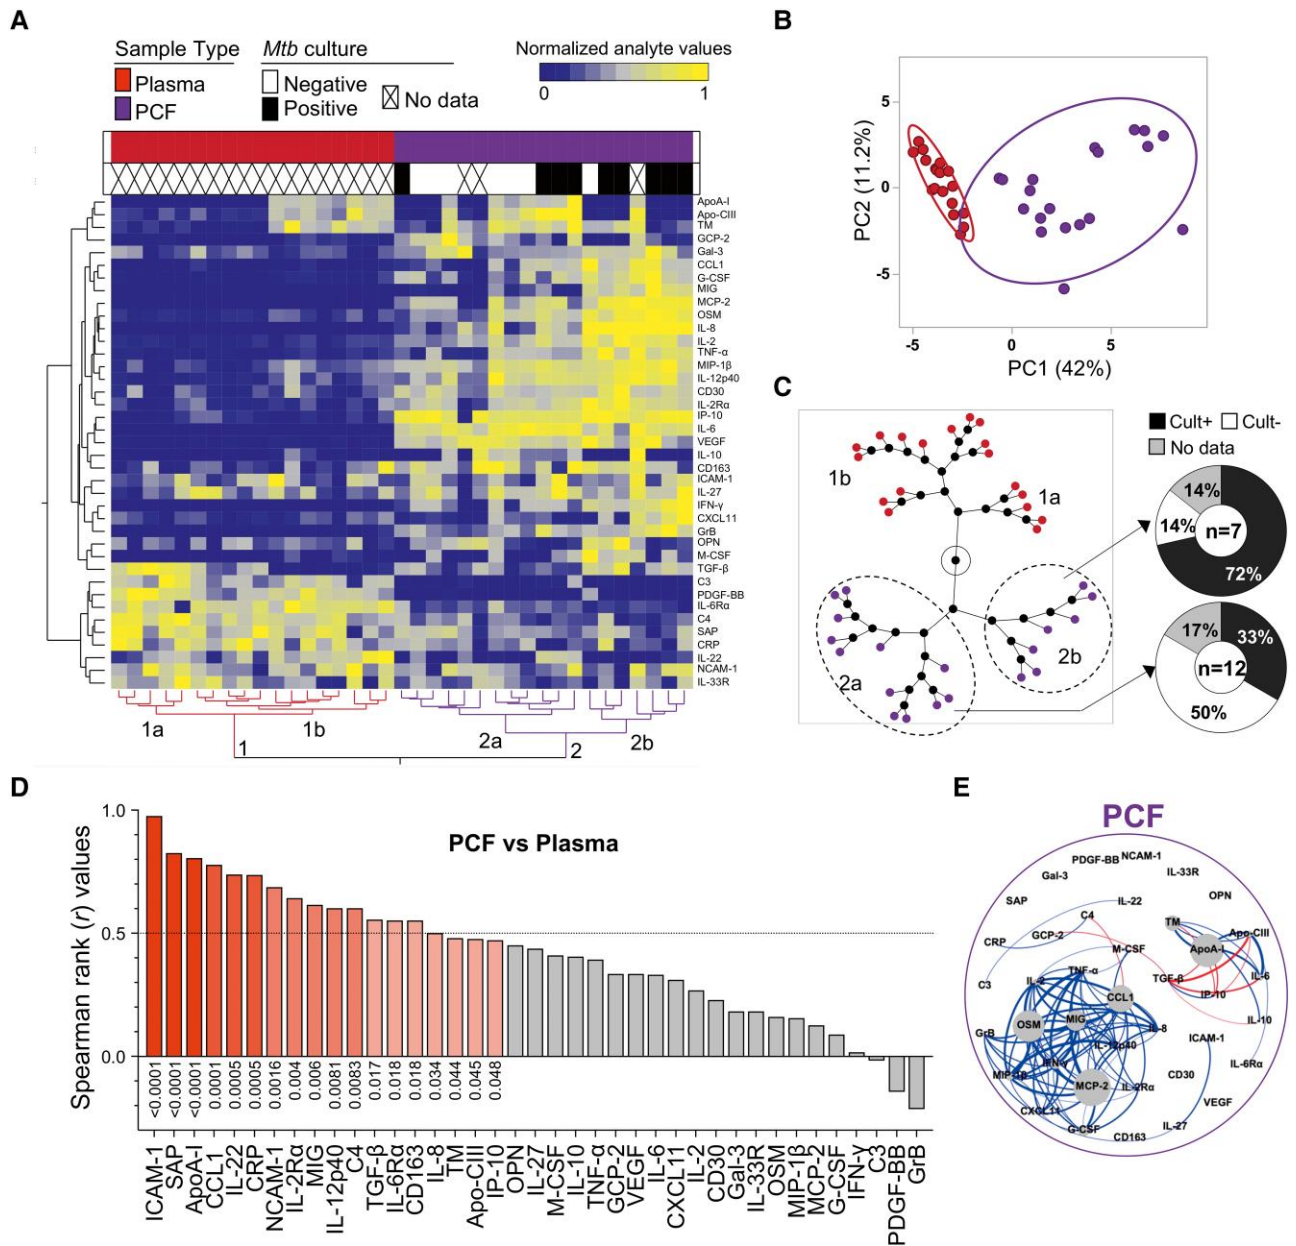 A
Sample Type
Plasma
PCF
Mtb culture
Negative
Positive
No data
Normalized analyte values
0
1
ApoA-I
Apo-CIII
TM
GCP-2
Gal-3
CCL1
G-CSF
MIG
MCP-2
OSM
IL-8
IL-2
TNF-α
MIP-1β
IL-12p40
CD30
IL-2Rα
IP-10
IL-6
VEGF
IL-10
CD163
ICAM-1
IL-27
IFN-γ
CXCL11
GrB
OPN
M-CSF
TGF-β
C3
PDGF-BB
IL-6Rα
C4
SAP
CRP
IL-22
NCAM-1
IL-33R
1a
1b
2a
2b
1
2
B
PC2 (11.2%)
5
0
-5
-5
0
5
PC1 (42%)
C
1b
1a
2a
2b
Cult+
Cult-
No data
14%
14%
n=7
72%
17%
33%
n=12
50%
D
PCF vs Plasma
Spearman rank (r) values
1.0
0.5
0.0
<0.0001
<0.0001
<0.0001
0.0001
0.0005
0.0005
0.0016
0.004
0.006
0.0081
0.0083
0.017
0.018
0.018
0.034
0.044
0.045
0.048
ICAM-1
SAP
ApoA-I
CCL1
IL-22
CRP
NCAM-1
IL-2Rα
MIG
IL-12p40
C4
TGF-β
IL-6Rα
CD163
IL-8
TM
Apo-CIII
IP-10
OPN
IL-27
M-CSF
IL-10
TNF-α
GCP-2
VEGF
IL-6
CXCL11
IL-2
CD30
Gal-3
IL-33R
OSM
MIP-1β
MCP-2
G-CSF
IFN-γ
C3
PDGF-BB
GrB
E
PCF
PDGF-BB
NCAM-1
Gal-3
IL-33R
SAP
OPN
IL-22
C4
TM
GCP-2
Apo-CIII
CRP
M-CSF
ApoA-I
TNF-α
IL-2
TGF-β
IL-6
C3
CCL1
IP-10
OSM
MIG
IL-10
GrB
IL-8
ICAM-1
IL-12p40
IFN-γ
IL-6Rα
MIP-1β
CD30
MCP-2
IL-2Rα
VEGF
CXCL11
G-CSF
CD163
IL-27